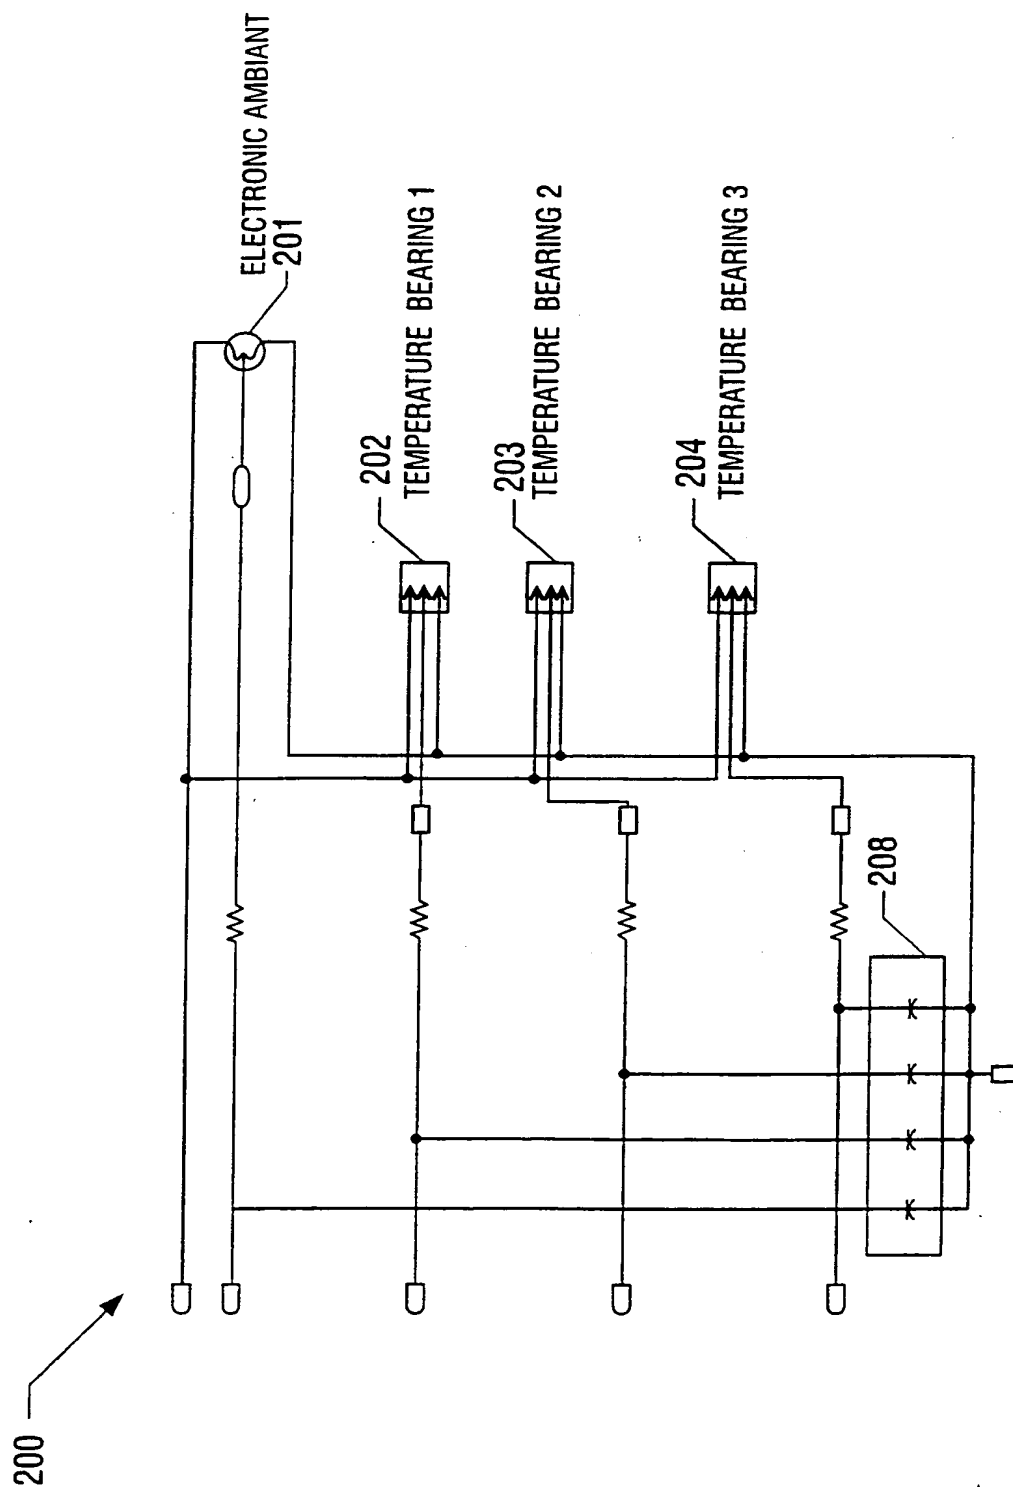 200
ELECTRONIC AMBIANT
201
202
TEMPERATURE BEARING 1
203
TEMPERATURE BEARING 2
204
TEMPERATURE BEARING 3
208